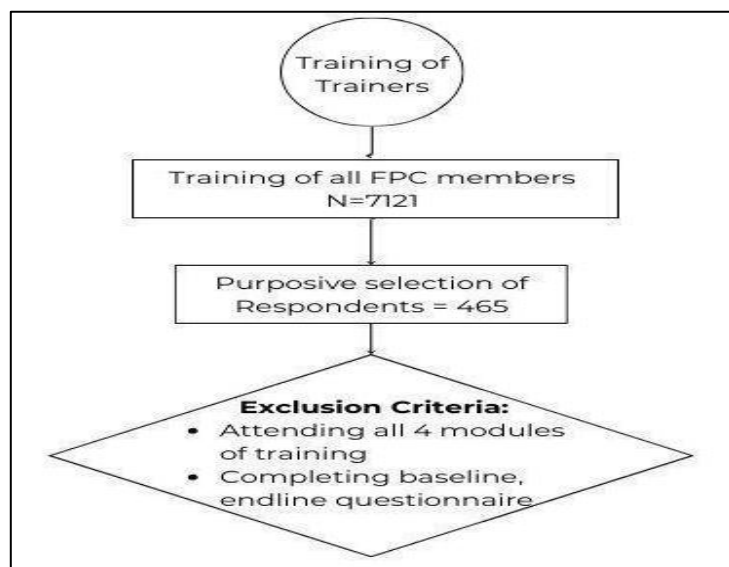 Training of
Trainers
Training of all FPC members
N=7121
Purposive selection of
Respondents = 465
Exclusion Criteria:
• Attending all 4 modules
of training
• Completing baseline,
endline questionnaire